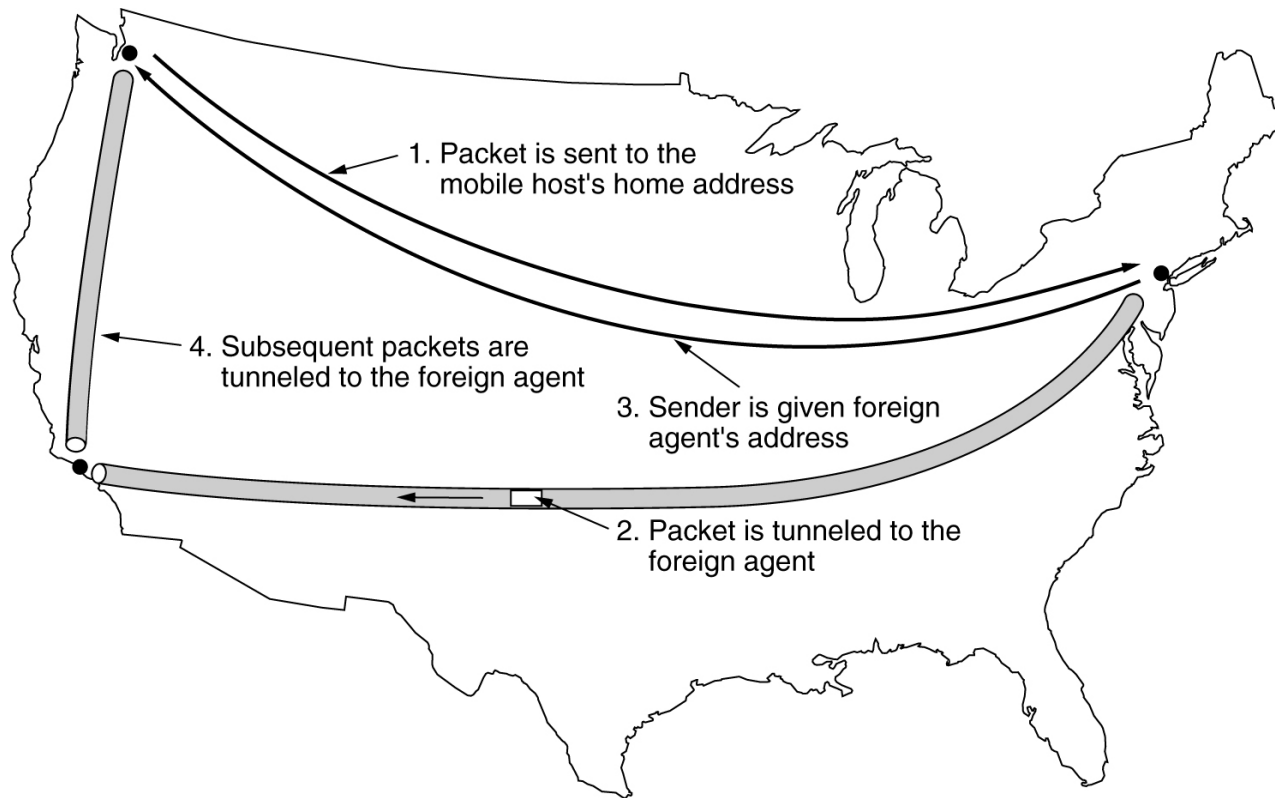 1. Packet is sent to the
mobile host's home address
4. Subsequent packets are
tunneled to the foreign agent
3. Sender is given foreign
agent's address
2. Packet is tunneled to the
foreign agent